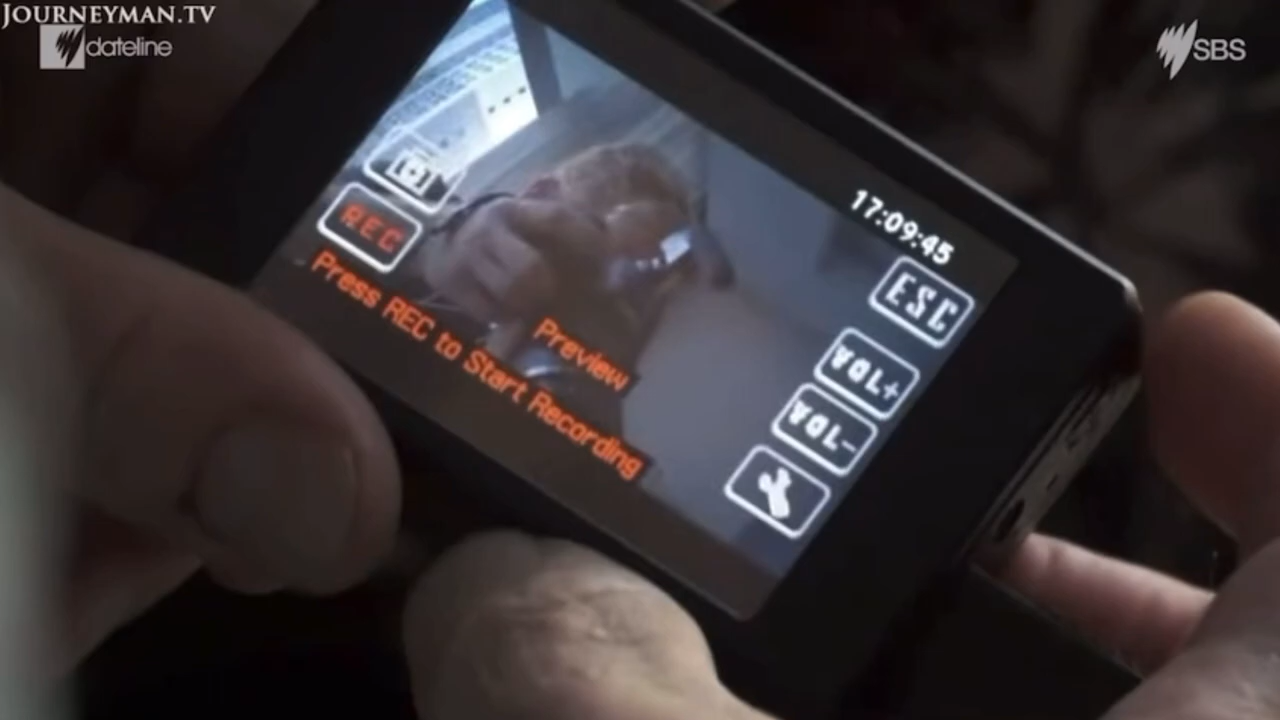 JOURNEYMAN.TV
dateline
SBS
17:09:45
REC
ESC
Press REC to Start Recording
Preview
VOL+
VOL-